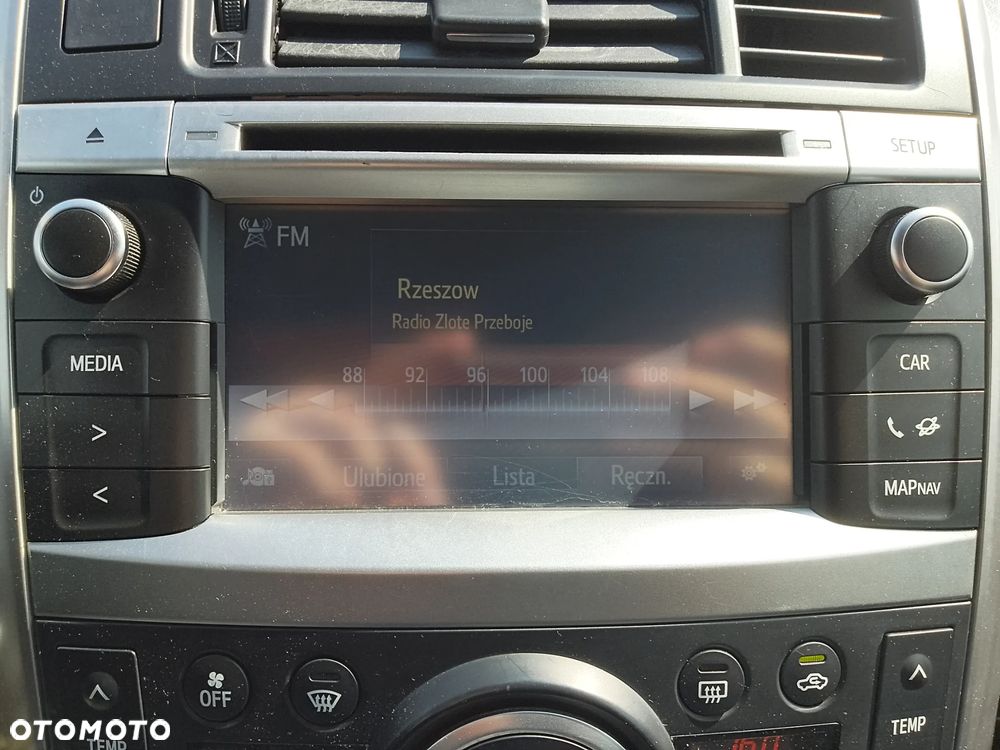 SETUP
FM
Rzeszow
Radio Zlote Przeboje
MEDIA
CAR
88 92 96 100 104 108
>
<
MAPNAV
Ulubione Lista Ręczn.
OFF
TEMP
TEMP
OTOMOTO